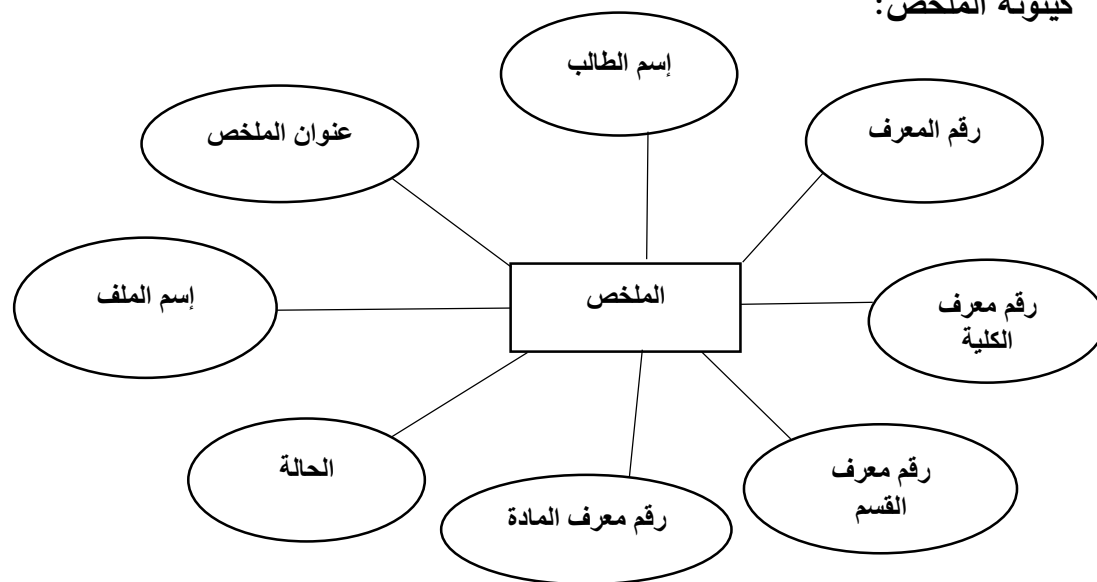 كينونة الملخص:
إسم الطالب
رقم المعرف
عنوان الملخص
الملخص
إسم الملف
رقم معرف
الكلية
الحالة
رقم معرف المادة
رقم معرف
القسم